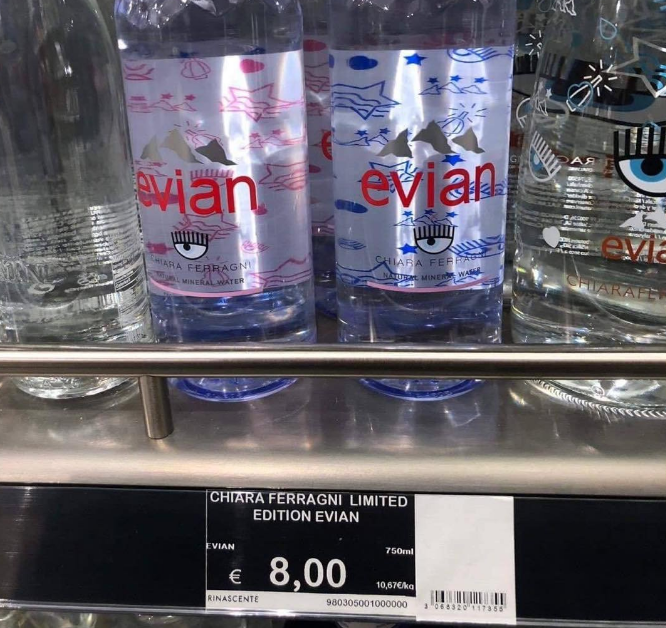 evian
CHIARA FERRAGNI
NATURAL MINERAL WATER
evian
CHIARA FERRAGNI
NATURAL MINERAL WATER
CHIARA FERRAGNI LIMITED
EDITION EVIAN
EVIAN
750ml
€ 8,00
10,67€/kg
RINASCENTE
980305001000000